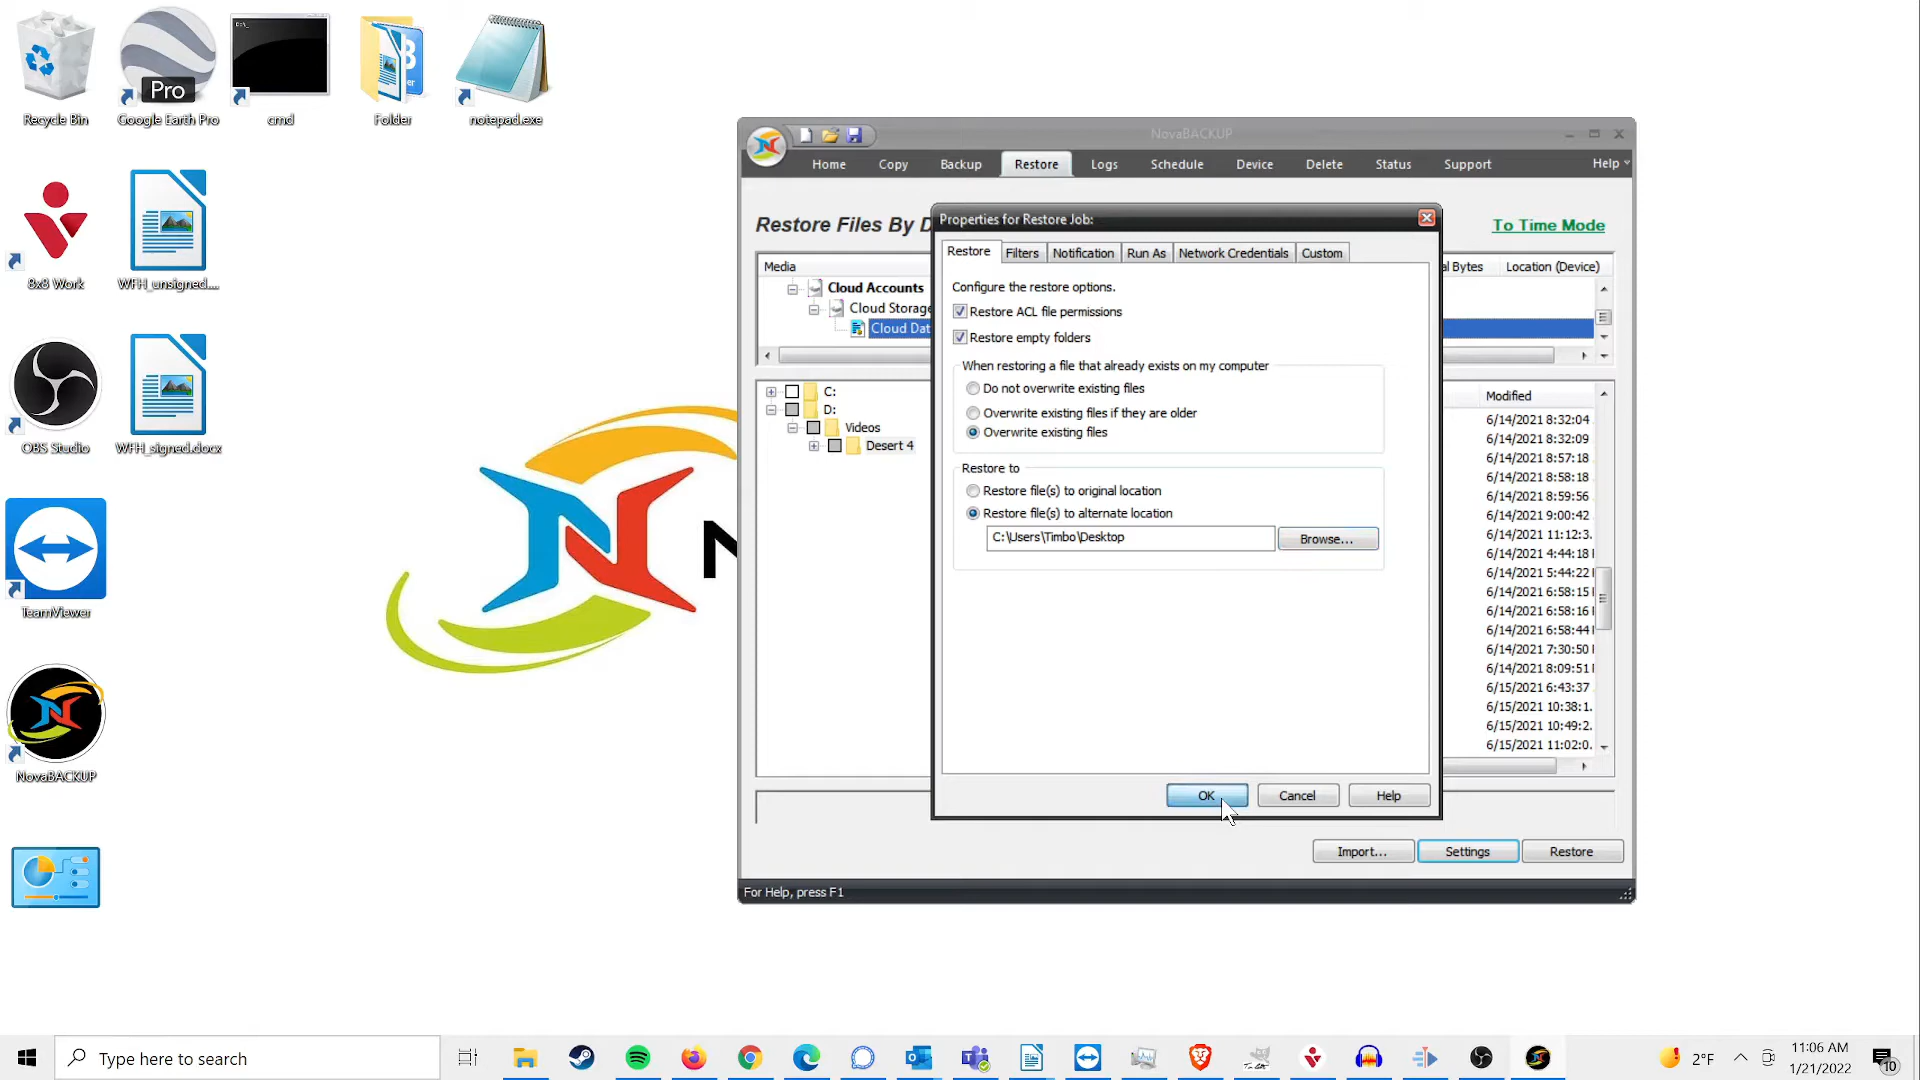 Recycle Bin
Pro
Google Earth Pro
cmd
Folder
notepad.exe
8x8 Work
WFH_unsigned....
OBS Studio
WFH_signed.docx
TeamViewer
NovaBACKUP
N
NovaBACKUP
Home Copy Backup Restore Logs Schedule Device Delete Status Support Help
Restore Files By D
To Time Mode
Media
al Bytes Location (Device)
Cloud Accounts
Cloud Storage
Cloud Dat
C:
D:
Videos
Desert 4
Properties for Restore Job:
Restore Filters Notification Run As Network Credentials Custom
Configure the restore options.
Restore ACL file permissions
Restore empty folders
When restoring a file that already exists on my computer
Do not overwrite existing files
Overwrite existing files if they are older
Overwrite existing files
Restore to
Restore file(s) to original location
Restore file(s) to alternate location
C:\Users\Timbo\Desktop Browse...
OK Cancel Help
Modified
6/14/2021 8:32:04
6/14/2021 8:32:09
6/14/2021 8:57:18
6/14/2021 8:58:18
6/14/2021 8:59:56
6/14/2021 9:00:42
6/14/2021 11:12:3.
6/14/2021 4:44:18
6/14/2021 5:44:22
6/14/2021 6:58:15
6/14/2021 6:58:16
6/14/2021 6:58:44
6/14/2021 7:30:50
6/14/2021 8:09:51
6/15/2021 6:43:37
6/15/2021 10:38:1.
6/15/2021 10:49:2.
6/15/2021 11:02:0.
Import... Settings Restore
For Help, press F1
Type here to search
2°F
11:06 AM
1/21/2022
10